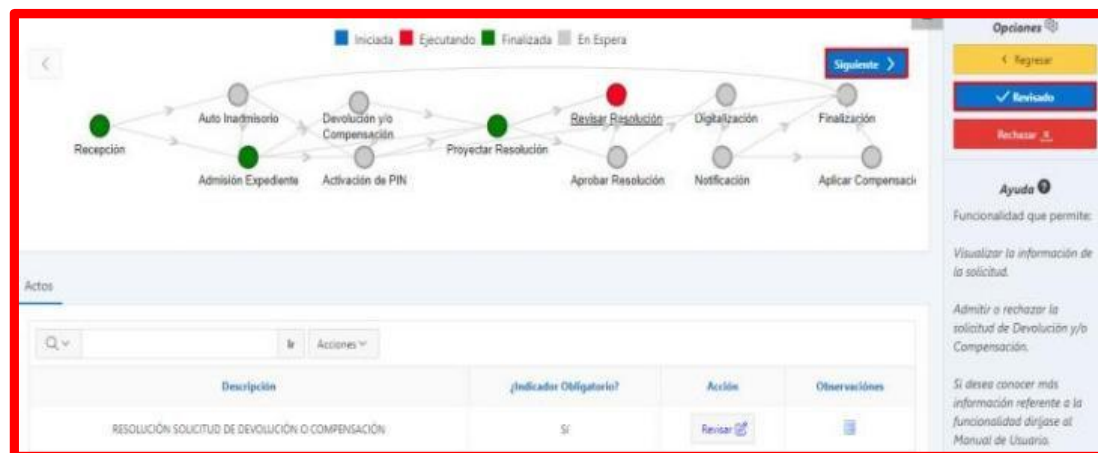 Iniciada Ejecutando Finalizada En Espera
Opciones
Siguiente
Regresar
Revisado
Rechazar
Auto Inadmisorio
Devolución y/o
Compensación
Revisar Resolución
Digitalización
Finalización
Recepción
Proyectar Resolución
Admisión Expediente
Activación de PIN
Aprobar Resolución
Notificación
Aplicar Compensació
Ayuda
Funcionalidad que permite:
Visualizar la información de
la solicitud.
Admitir o rechazar la
solicitud de Devolución y/o
Compensación.
Si desea conocer más
información referente a la
funcionalidad diríjase al
Manual de Usuario.
Actos
Ir Acciones
Descripción ¿Indicador Obligatorio? Acción Observaciónes
RESOLUCIÓN SOLICITUD DE DEVOLUCIÓN O COMPENSACIÓN SI Revisar